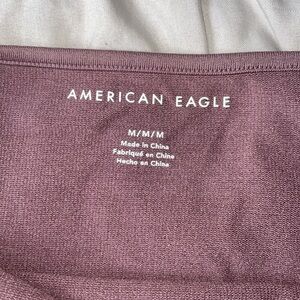 AMERICAN EAGLE
M/M/M
Made in China
Fabriqué en Chine
Hecho en China